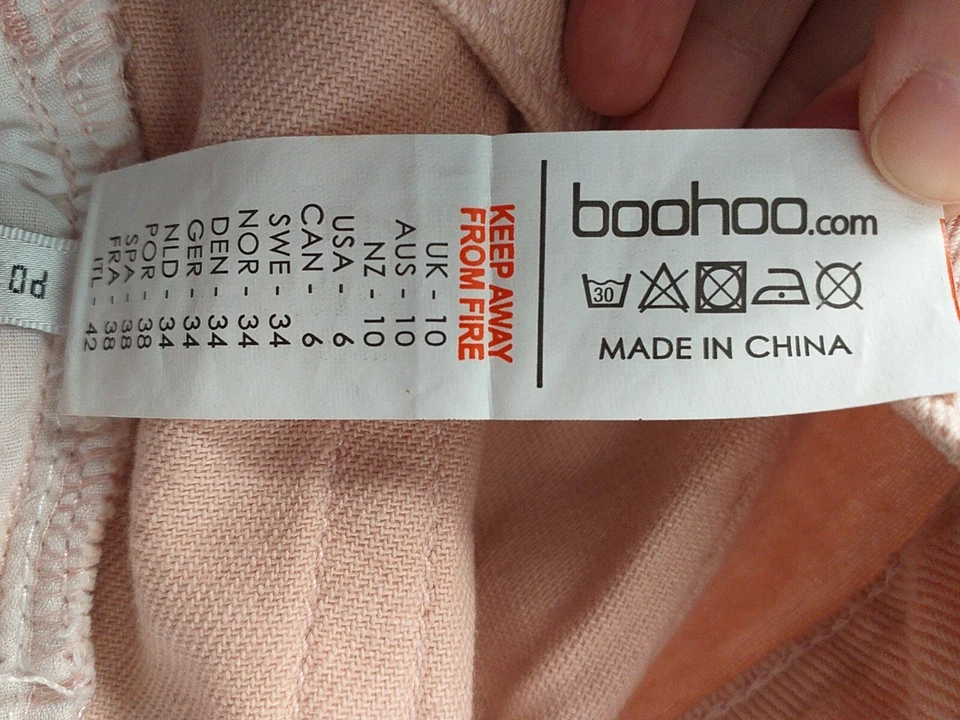 boohoo.com
30
MADE IN CHINA
KEEP AWAY
FROM FIRE
UK - 10
AUS - 10
NZ - 10
USA - 6
CAN - 6
SWE - 34
NOR - 34
DEN - 34
GER - 34
NLD - 34
POR - 38
SPA - 38
FRA - 38
ITL - 42